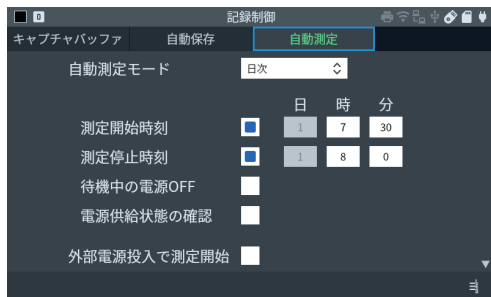 0 記録制御
キャプチャバッファ 自動保存 自動測定
自動測定モード 日次
日 時 分
測定開始時刻 1 7 30
測定停止時刻 1 8 0
待機中の電源OFF
電源供給状態の確認
外部電源投入で測定開始